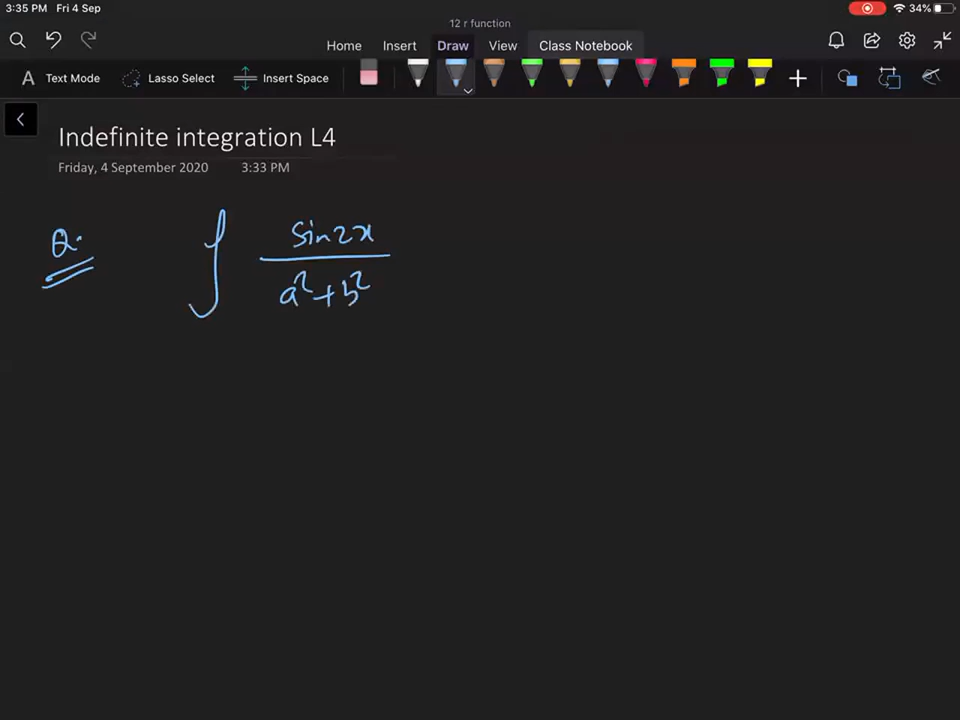 3:35 PM Fri 4 Sep 34%
12 r function
Home Insert Draw View Class Notebook
A Text Mode Lasso Select Insert Space
Indefinite integration L4
Friday, 4 September 2020 3:33 PM
Q. ∫ sin2x
a²+b²